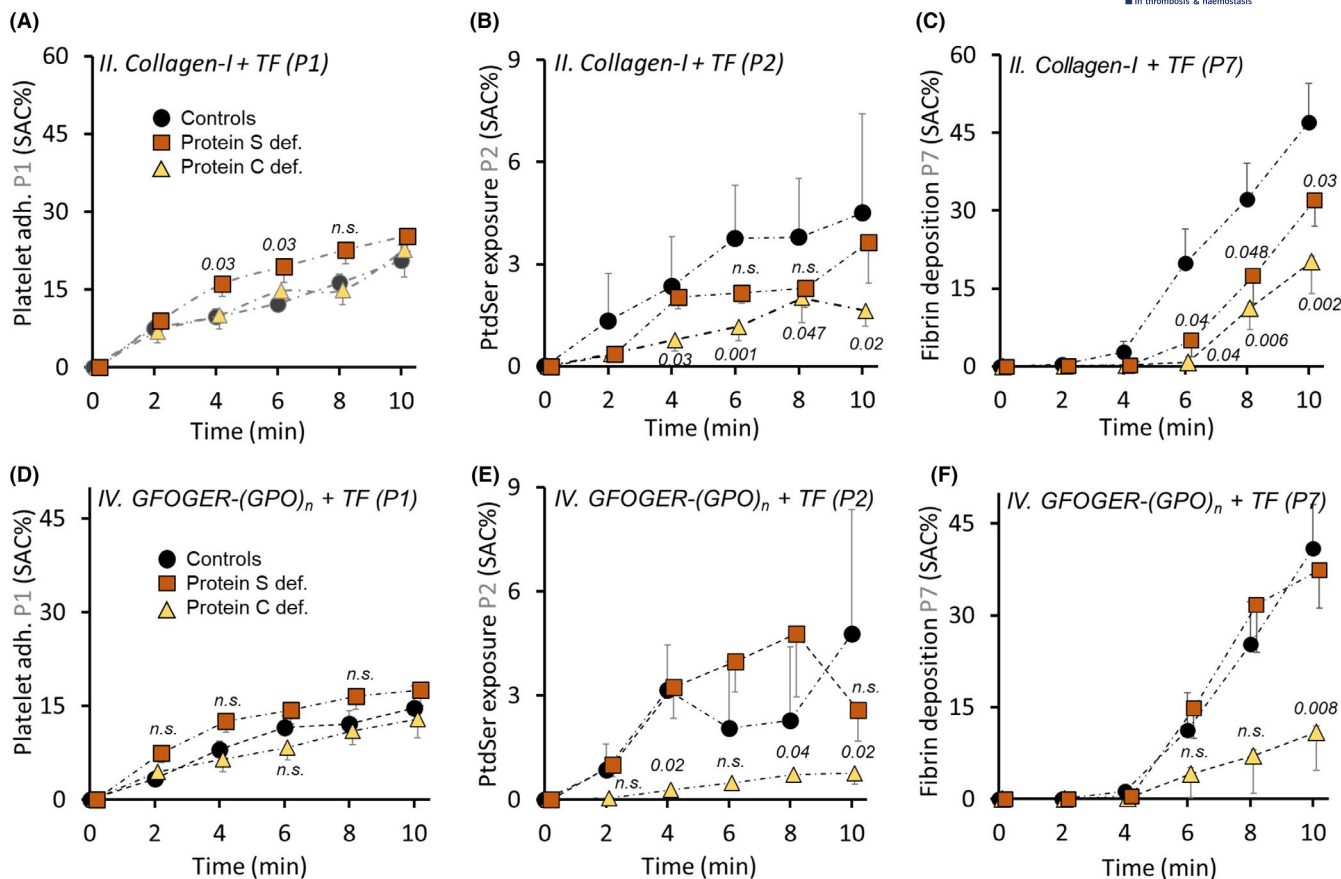 in thrombosis & haemostasis
(A)
Platelet adh. P1 (SAC%)
60
45
30
15
0
II. Collagen-I + TF (P1)
Controls
Protein S def.
Protein C def.
0.03
0.03
n.s.
0 2 4 6 8 10
Time (min)
(B)
PtdSer exposure P2 (SAC%)
9
6
3
0
II. Collagen-I + TF (P2)
n.s.
n.s.
0.03
0.001
0.047
0.02
0 2 4 6 8 10
Time (min)
(C)
Fibrin deposition P7 (SAC%)
60
45
30
15
0
II. Collagen-I + TF (P7)
0.04
0.048
0.03
0.04
0.006
0.002
0 2 4 6 8 10
Time (min)
(D)
Platelet adh. P1 (SAC%)
45
30
15
0
IV. GFOGER-(GPO)n + TF (P1)
Controls
Protein S def.
Protein C def.
n.s.
n.s.
n.s.
n.s.
0 2 4 6 8 10
Time (min)
(E)
PtdSer exposure P2 (SAC%)
9
6
3
0
IV. GFOGER-(GPO)n + TF (P2)
n.s.
0.02
n.s.
0.04
0.02
n.s.
0 2 4 6 8 10
Time (min)
(F)
Fibrin deposition P7 (SAC%)
45
30
15
0
IV. GFOGER-(GPO)n + TF (P7)
n.s.
n.s.
0.008
0 2 4 6 8 10
Time (min)